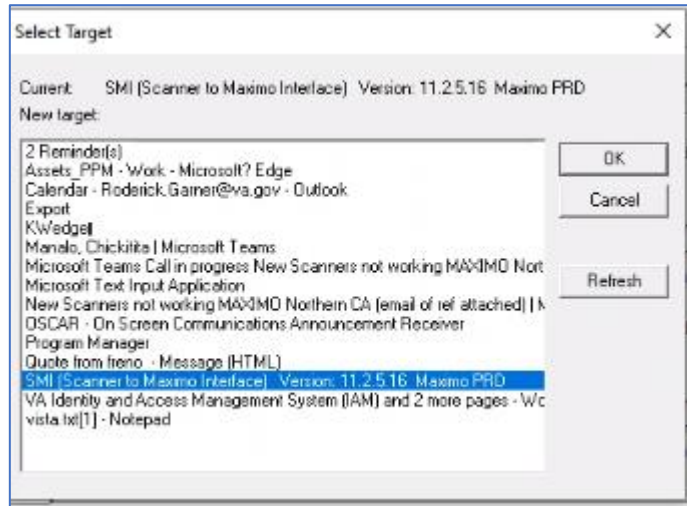 Select Target
Current: SMI (Scanner to Maximo Interface) Version: 11.2.5.16 Maximo PRD
New target:
2 Reminder(s)
Assets_PPM - Work - Microsoft? Edge
Calendar - Roderick.Garner@va.gov - Outlook
Export
KWedge
Manalo, Chickitita | Microsoft Teams
Microsoft Teams Call in progress New Scanners not working MAXIMO Nort
Microsoft Text Input Application
New Scanners not working MAXIMO Northern CA (email of ref attached) | M
OSCAR - On Screen Communications Announcement Receiver
Program Manager
Quote from freno - Message (HTML)
SMI (Scanner to Maximo Interface) Version: 11.2.5.16 Maximo PRD
VA Identity and Access Management System (IAM) and 2 more pages - Wo
vista.txt[1] - Notepad
OK
Cancel
Refresh